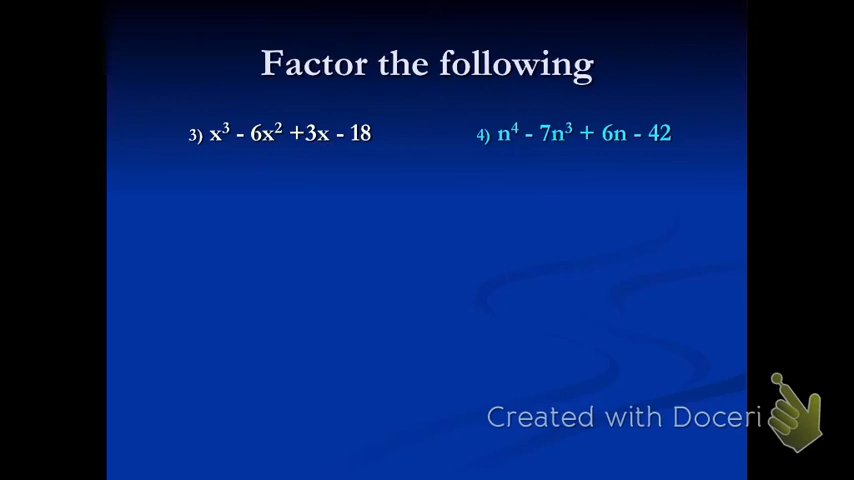 Factor the following
3) x³ - 6x² +3x - 18
4) n⁴ - 7n³ + 6n - 42
Created with Doceri